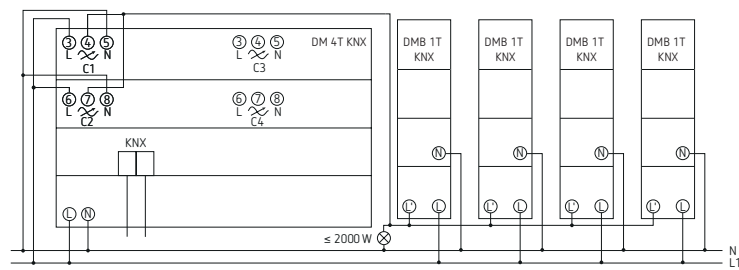 ③ ④ ⑤
L N
C1
③ ④ ⑤
L N
C3
DM 4T KNX
DMB 1T
KNX
DMB 1T
KNX
DMB 1T
KNX
DMB 1T
KNX
⑥ ⑦ ⑧
L N
C2
⑥ ⑦ ⑧
L N
C4
KNX
N N N N
L N
L' L L' L L' L L' L
≤ 2000 W
N
L1